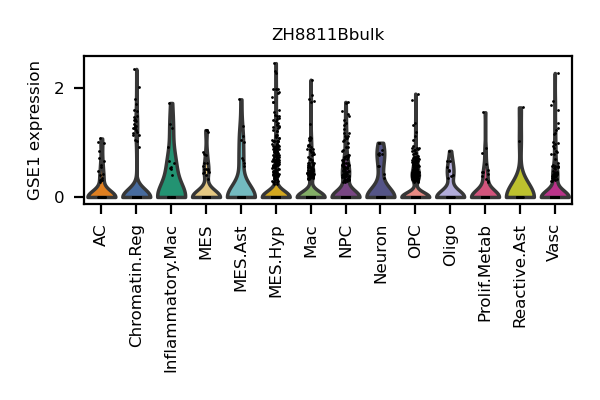 ZH8811Bbulk
GSE1 expression
2
0
AC
Chromatin.Reg
Inflammatory.Mac
MES
MES.Ast
MES.Hyp
Mac
NPC
Neuron
OPC
Oligo
Prolif.Metab
Reactive.Ast
Vasc